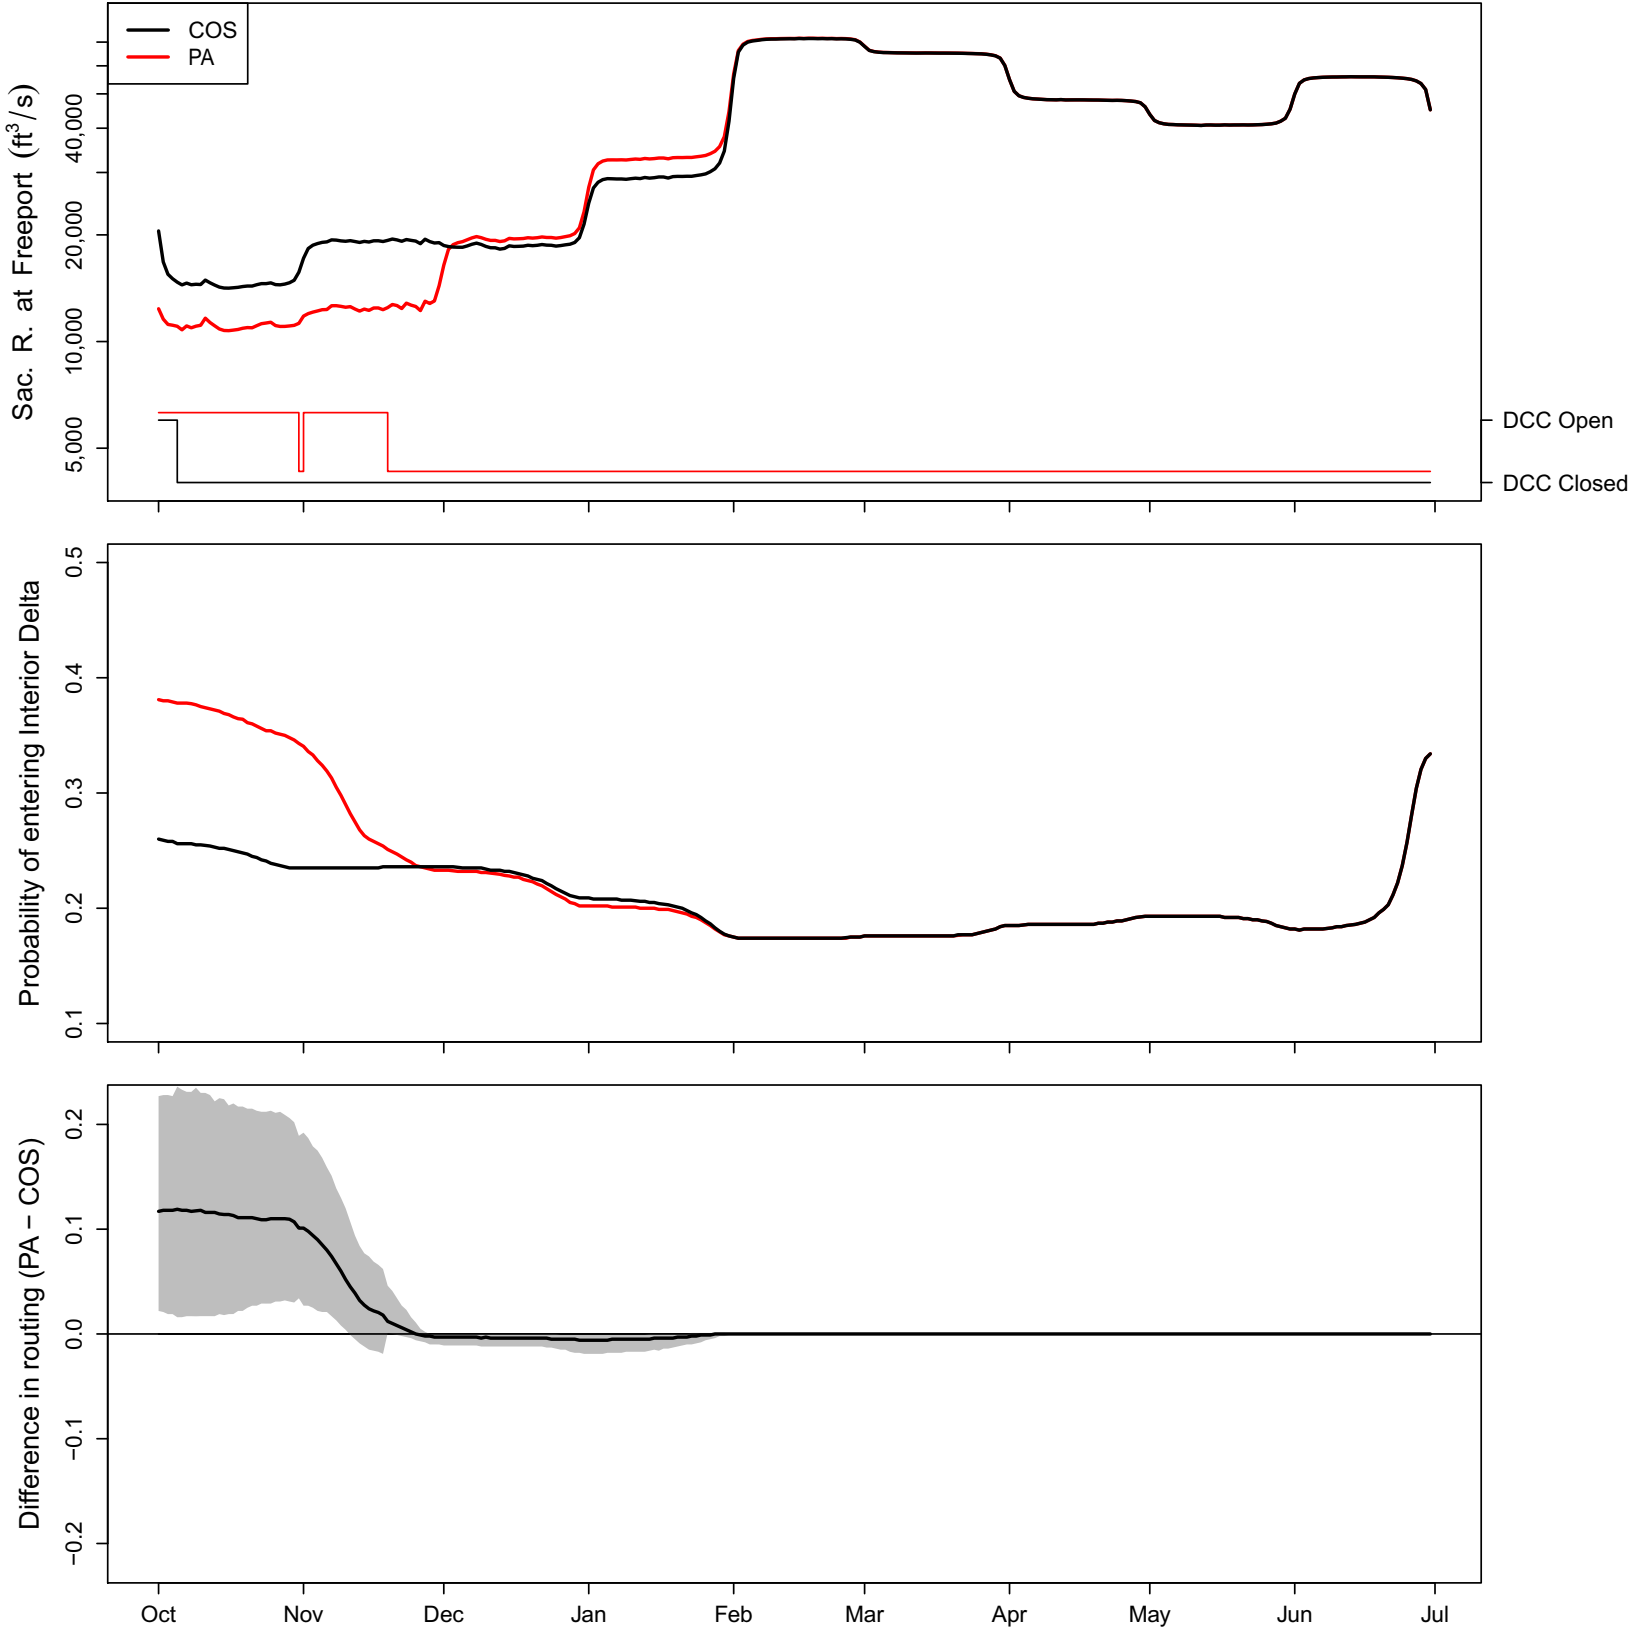 COS
PA
Sac. R. at Freeport (ft³/s)
40,000
20,000
10,000
5,000
DCC Open
DCC Closed
Probability of entering Interior Delta
0.5
0.4
0.3
0.2
0.1
Difference in routing (PA − COS)
0.2
0.1
0.0
−0.1
−0.2
Oct Nov Dec Jan Feb Mar Apr May Jun Jul